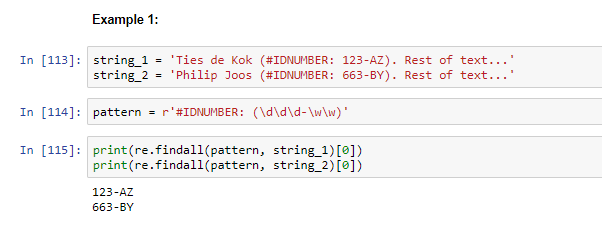 Example 1:
In [113]: string_1 = 'Ties de Kok (#IDNUMBER: 123-AZ). Rest of text...'
string_2 = 'Philip Joos (#IDNUMBER: 663-BY). Rest of text...'
In [114]: pattern = r'#IDNUMBER: (\d\d\d-\w\w)'
In [115]: print(re.findall(pattern, string_1)[0])
print(re.findall(pattern, string_2)[0])
123-AZ
663-BY